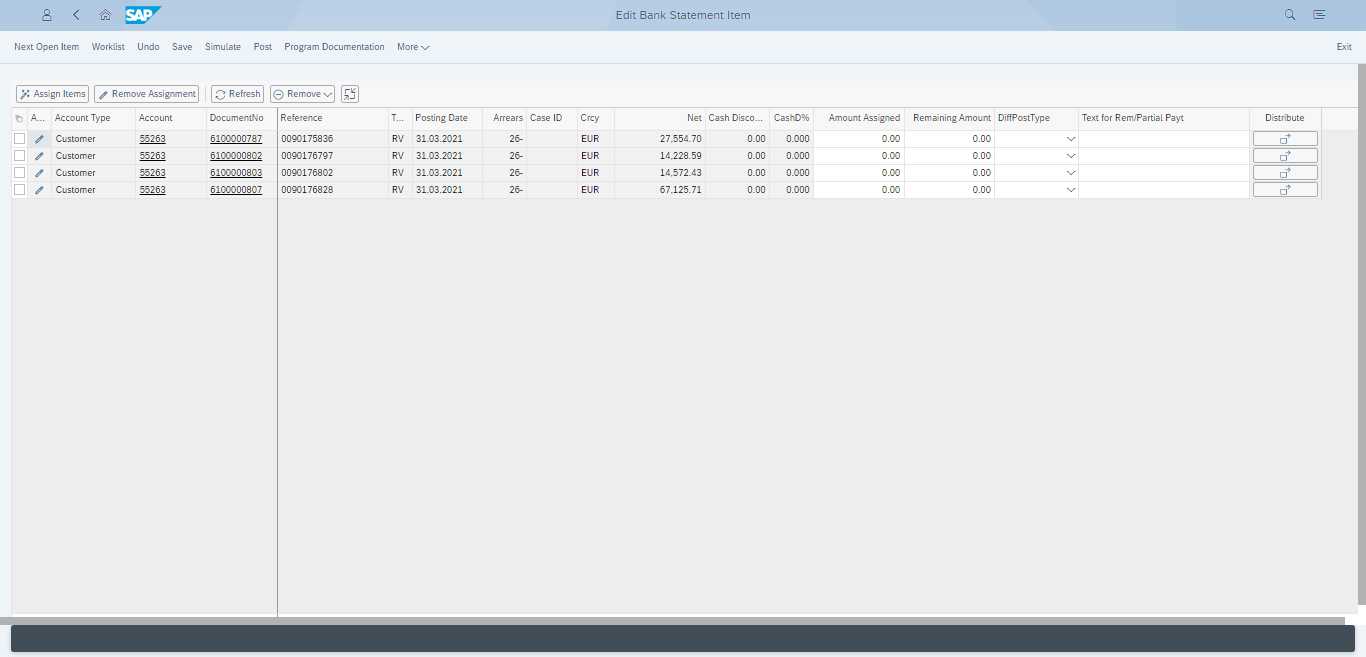 SAP Edit Bank Statement Item
Next Open Item Worklist Undo Save Simulate Post Program Documentation More Exit
Assign Items Remove Assignment Refresh Remove
A... Account Type Account DocumentNo Reference T... Posting Date Arrears Case ID Crcy Net Cash Disco... CashD% Amount Assigned Remaining Amount DiffPostType Text for Rem/Partial Payt Distribute
Customer 55263 6100000787 0090175836 RV 31.03.2021 26- EUR 27,554.70 0.00 0.000 0.00 0.00
Customer 55263 6100000802 0090176797 RV 31.03.2021 26- EUR 14,228.59 0.00 0.000 0.00 0.00
Customer 55263 6100000803 0090176802 RV 31.03.2021 26- EUR 14,572.43 0.00 0.000 0.00 0.00
Customer 55263 6100000807 0090176828 RV 31.03.2021 26- EUR 67,125.71 0.00 0.000 0.00 0.00